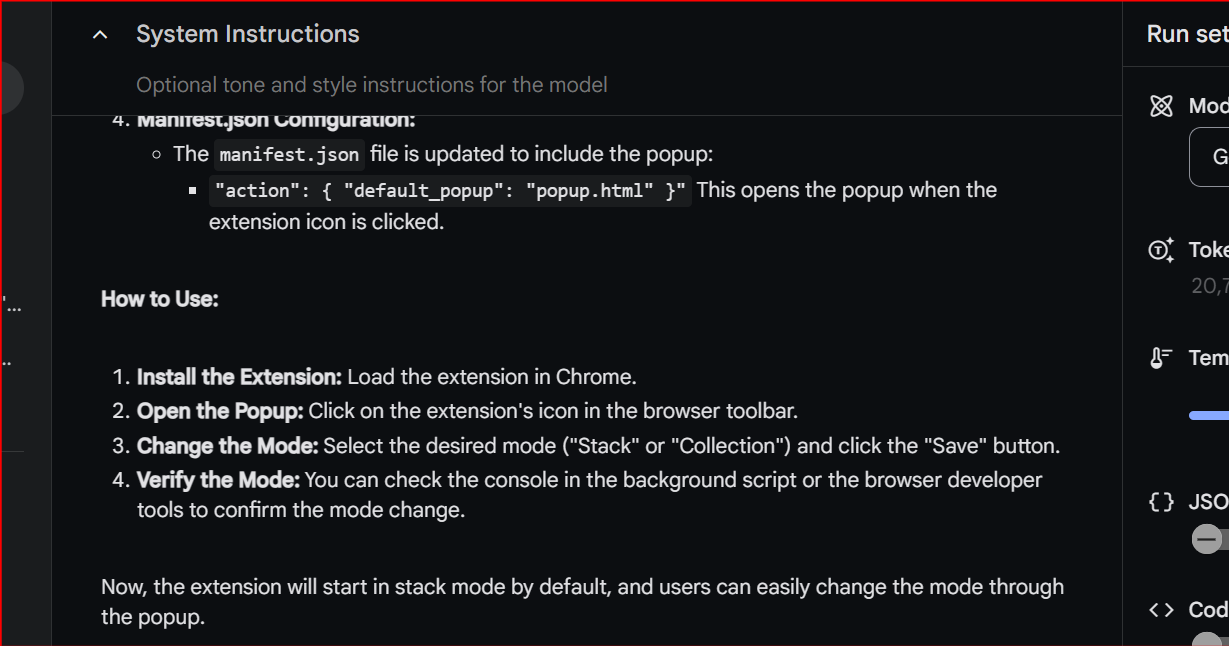 System Instructions
Run set
Optional tone and style instructions for the model
4. Manifest.json Configuration:
The manifest.json file is updated to include the popup:
"action": { "default_popup": "popup.html" }" This opens the popup when the
extension icon is clicked.
How to Use:
1. Install the Extension: Load the extension in Chrome.
2. Open the Popup: Click on the extension's icon in the browser toolbar.
3. Change the Mode: Select the desired mode ("Stack" or "Collection") and click the "Save" button.
4. Verify the Mode: You can check the console in the background script or the browser developer
tools to confirm the mode change.
Now, the extension will start in stack mode by default, and users can easily change the mode through
the popup.
Mod
G
Toke
20,7
Tem
JSO
Cod